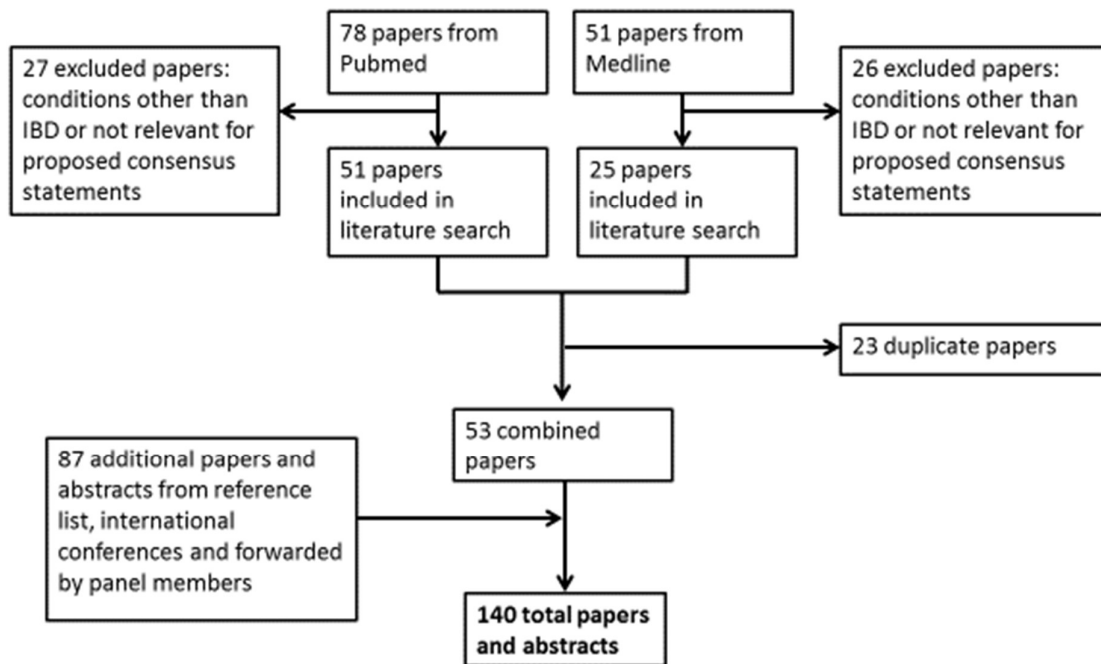 78 papers from
Pubmed
51 papers from
Medline
27 excluded papers:
conditions other than
IBD or not relevant for
proposed consensus
statements
26 excluded papers:
conditions other than
IBD or not relevant for
proposed consensus
statements
51 papers
included in
literature search
25 papers
included in
literature search
23 duplicate papers
53 combined
papers
87 additional papers and
abstracts from reference
list, international
conferences and forwarded
by panel members
140 total papers
and abstracts